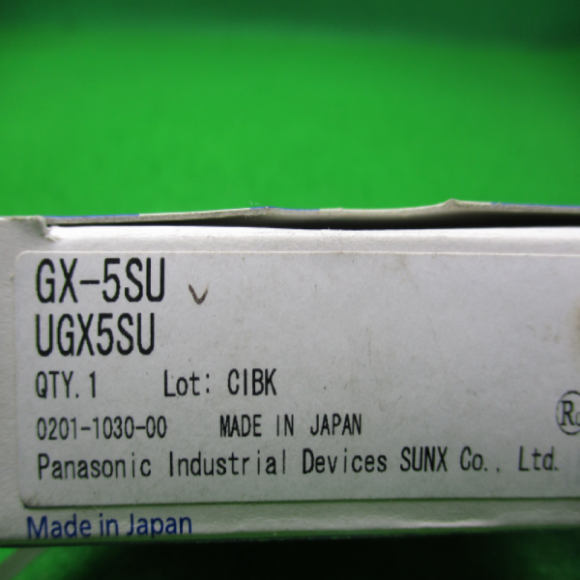 GX-5SU
UGX5SU
QTY.1 Lot: CIBK
0201-1030-00 MADE IN JAPAN
Panasonic Industrial Devices SUNX Co., Ltd.
Made in Japan